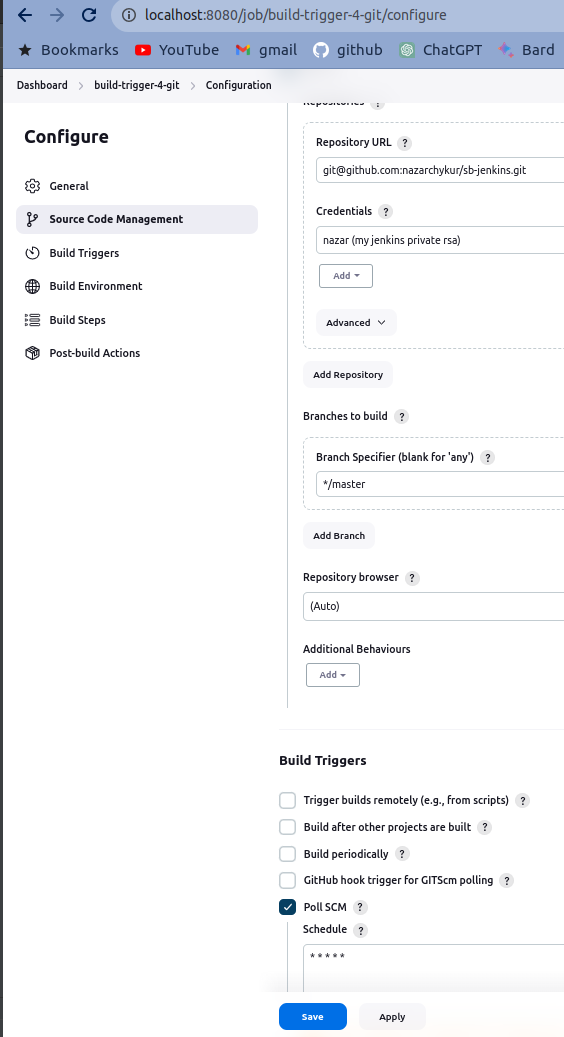 localhost:8080/job/build-trigger-4-git/configure
Bookmarks YouTube gmail github ChatGPT Bard
Dashboard > build-trigger-4-git > Configuration
Configure
General
Source Code Management
Build Triggers
Build Environment
Build Steps
Post-build Actions
Repositories ?
Repository URL ?
git@github.com:nazarchykur/sb-jenkins.git
Credentials ?
nazar (my jenkins private rsa)
Add
Advanced
Add Repository
Branches to build ?
Branch Specifier (blank for 'any') ?
*/master
Add Branch
Repository browser ?
(Auto)
Additional Behaviours
Add
Build Triggers
Trigger builds remotely (e.g., from scripts) ?
Build after other projects are built ?
Build periodically ?
GitHub hook trigger for GITScm polling ?
Poll SCM ?
Schedule ?
* * * * *
Save Apply